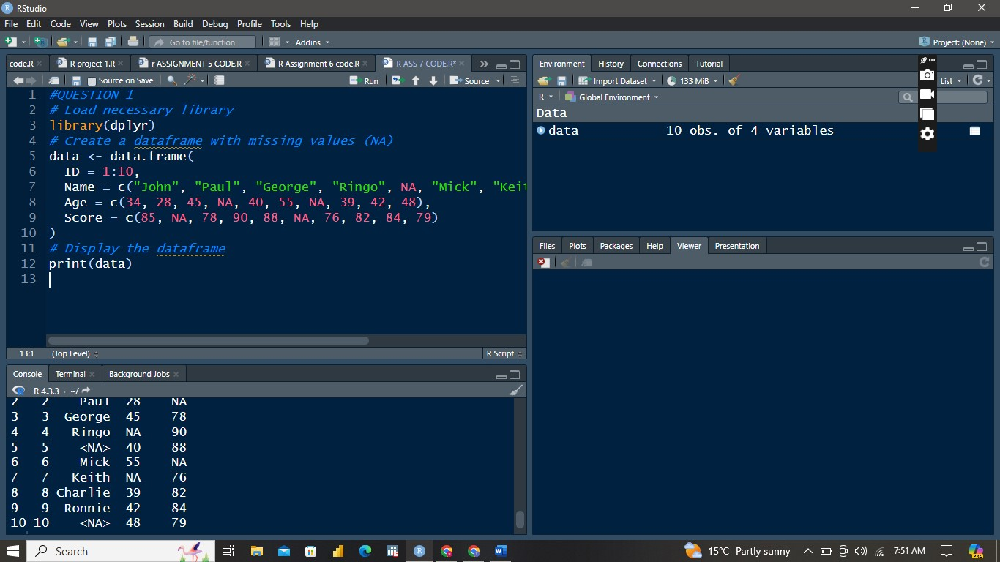 RStudio
File Edit Code View Plots Session Build Debug Profile Tools Help
Go to file/function Addins Project: (None)
code.R R project 1.R r ASSIGNMENT 5 CODE.R R Assignment 6 code.R R ASS 7 CODE.R*
Source on Save Run Source
1 #QUESTION 1
2 # Load necessary library
3 library(dplyr)
4 # Create a dataframe with missing values (NA)
5 data <- data.frame(
6 ID = 1:10,
7 Name = c("John", "Paul", "George", "Ringo", NA, "Mick", "Keit
8 Age = c(34, 28, 45, NA, 40, 55, NA, 39, 42, 48),
9 Score = c(85, NA, 78, 90, 88, NA, 76, 82, 84, 79)
10 )
11 # Display the dataframe
12 print(data)
13
13:1 (Top Level) R Script
Console Terminal Background Jobs
R 4.3.3 · ~/
2 2 Paul 28 NA
3 3 George 45 78
4 4 Ringo NA 90
5 5 <NA> 40 88
6 6 Mick 55 NA
7 7 Keith NA 76
8 8 Charlie 39 82
9 9 Ronnie 42 84
10 10 <NA> 48 79
Environment History Connections Tutorial
Import Dataset 133 MiB List
R Global Environment
Data
data 10 obs. of 4 variables
Files Plots Packages Help Viewer Presentation
Search 15°C Partly sunny 7:51 AM
PRE